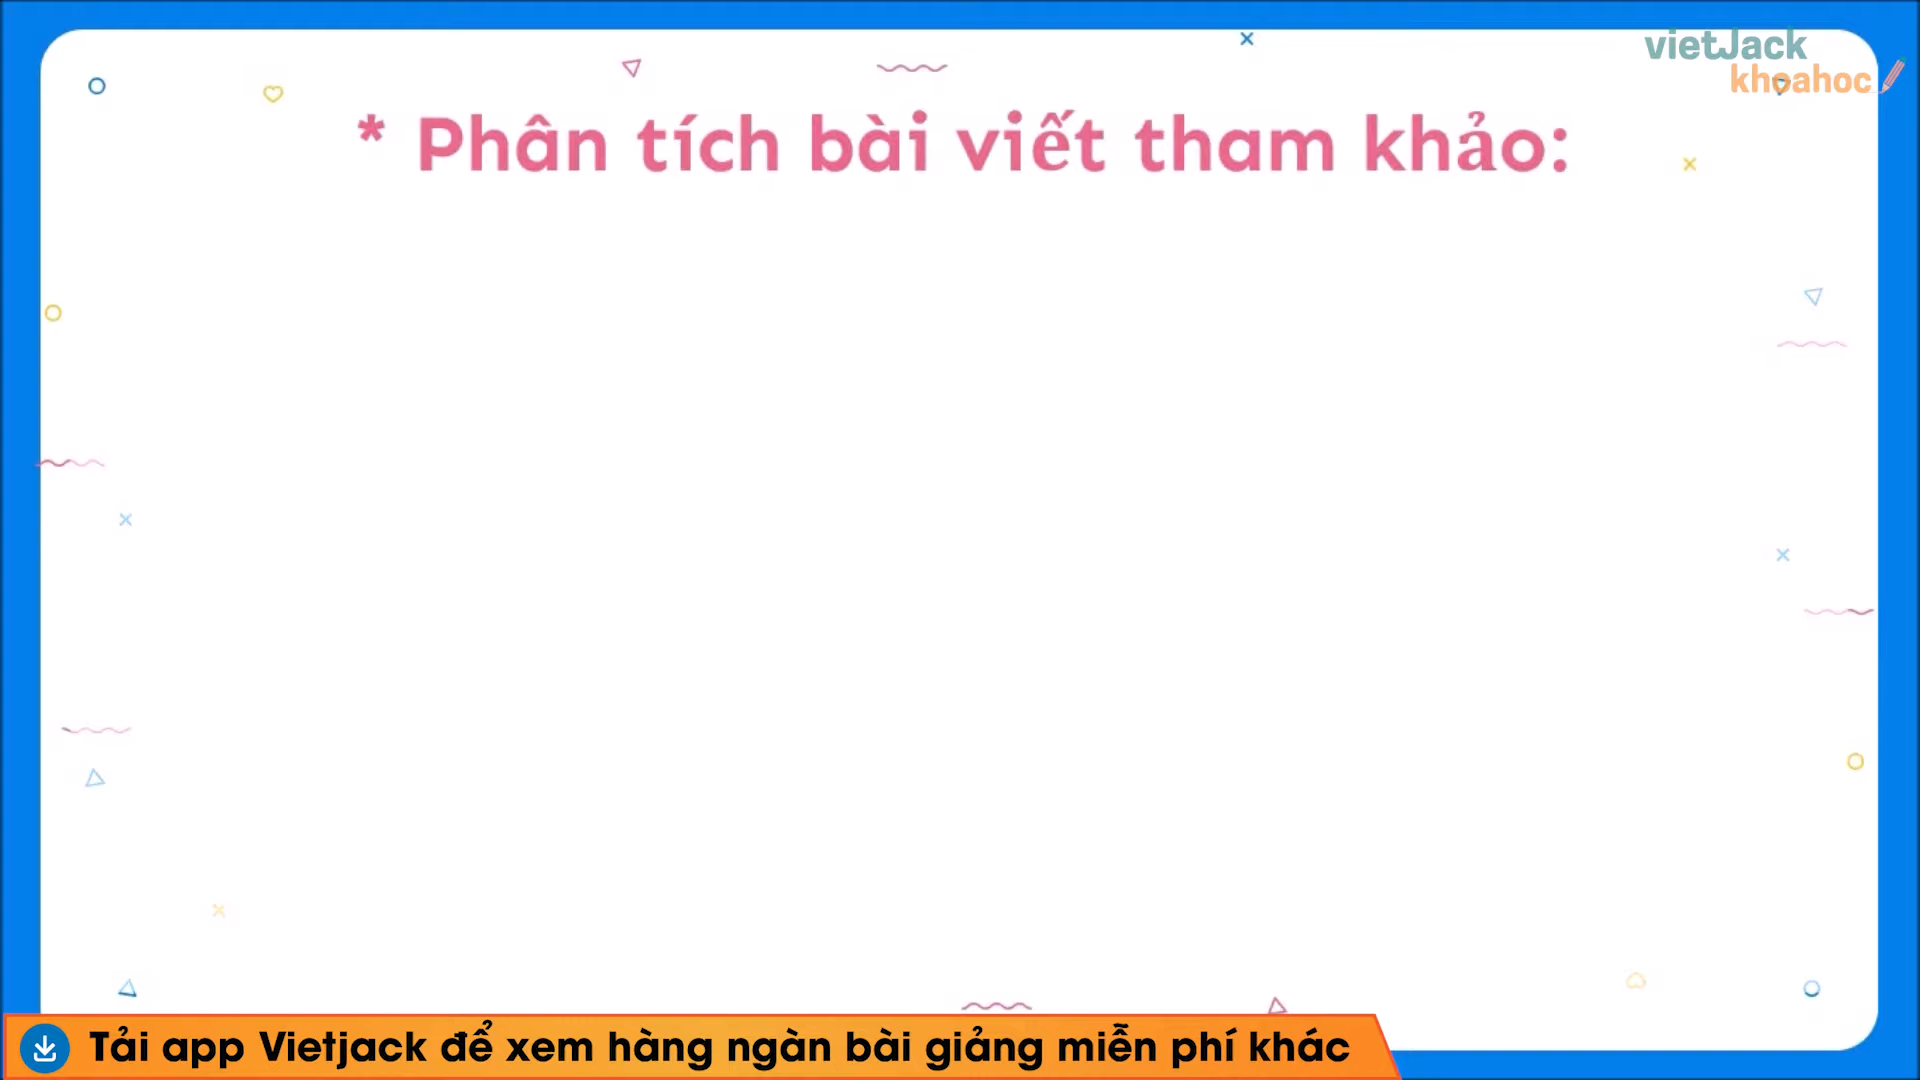 vietJack
khoahoc
* Phân tích bài viết tham khảo:
Tải app Vietjack để xem hàng ngàn bài giảng miễn phí khác